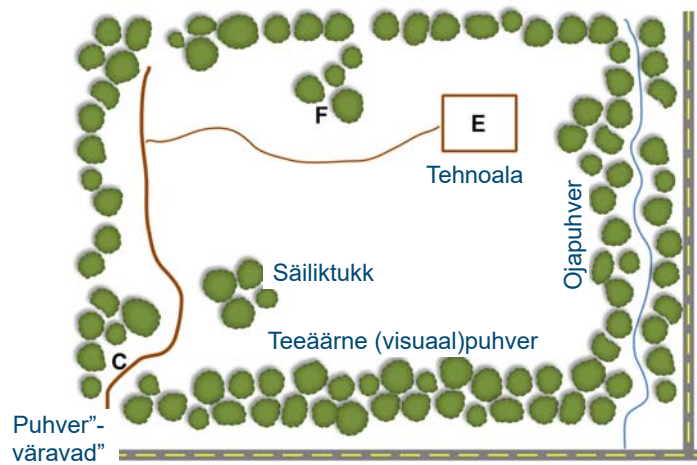 F
E
Tehnoala
Ojapuhver
Säiliktukk
Teeäärne (visuaal)puhver
C
Puhver”-
väravad”